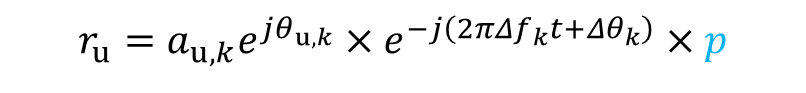 r_u = a_{u,k} e^{jθ_{u,k}} × e^{−j(2πΔf_k t+Δθ_k)} × p